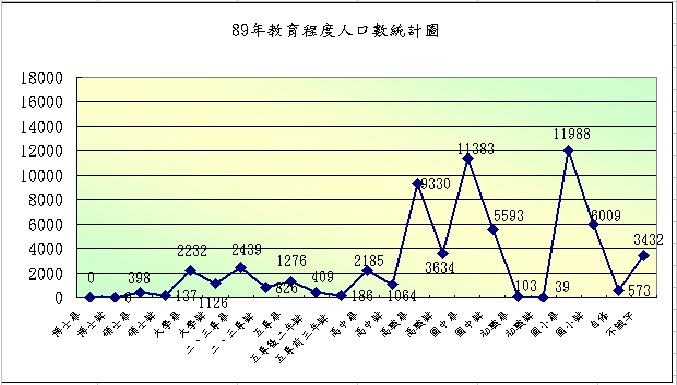 89年教育程度人口數統計圖
18000
16000
14000
12000
10000
8000
6000
4000
2000
0
0
0
398
137
2232
1126
2439
826
1276
409
186
2185
1064
9330
3634
11383
5593
103
39
11988
6009
573
3432
博士畢
博士肄
碩士畢
碩士肄
大學畢
大學肄
二、三專畢
二、三專肄
五專畢
五專後二年肄
五專前三年肄
高中畢
高中肄
高職畢
高職肄
國中畢
國中肄
初職畢
初職肄
國小畢
國小肄
自修
不識字